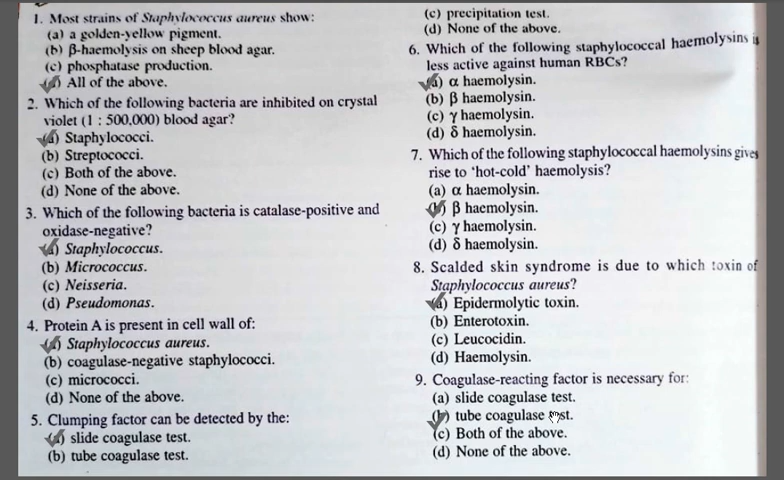 1. Most strains of Staphylococcus aureus show:
(a) a golden-yellow pigment.
(b) β-haemolysis on sheep blood agar.
(c) phosphatase production.
(d) All of the above.
2. Which of the following bacteria are inhibited on crystal
violet (1 : 500,000) blood agar?
(a) Staphylococci.
(b) Streptococci.
(c) Both of the above.
(d) None of the above.
3. Which of the following bacteria is catalase-positive and
oxidase-negative?
(a) Staphylococcus.
(b) Micrococcus.
(c) Neisseria.
(d) Pseudomonas.
4. Protein A is present in cell wall of:
(a) Staphylococcus aureus.
(b) coagulase-negative staphylococci.
(c) micrococci.
(d) None of the above.
5. Clumping factor can be detected by the:
(a) slide coagulase test.
(b) tube coagulase test.
(c) precipitation test.
(d) None of the above.
6. Which of the following staphylococcal haemolysins is
less active against human RBCs?
(a) α haemolysin.
(b) β haemolysin.
(c) γ haemolysin.
(d) δ haemolysin.
7. Which of the following staphylococcal haemolysins gives
rise to ‘hot-cold’ haemolysis?
(a) α haemolysin.
(b) β haemolysin.
(c) γ haemolysin.
(d) δ haemolysin.
8. Scalded skin syndrome is due to which toxin of
Staphylococcus aureus?
(a) Epidermolytic toxin.
(b) Enterotoxin.
(c) Leucocidin.
(d) Haemolysin.
9. Coagulase-reacting factor is necessary for:
(a) slide coagulase test.
(b) tube coagulase test.
(c) Both of the above.
(d) None of the above.